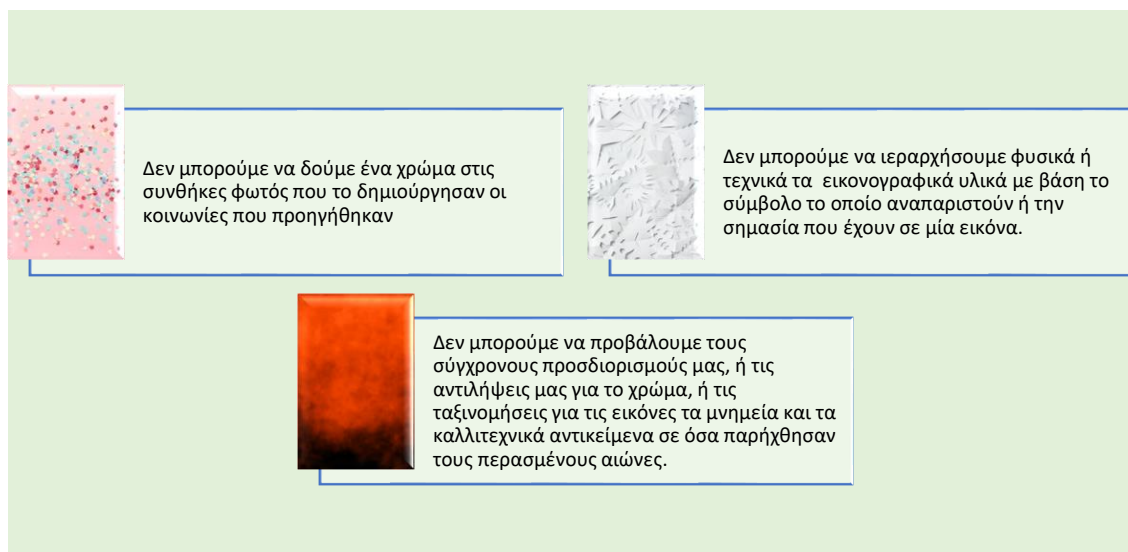 Δεν μπορούμε να δούμε ένα χρώμα στις
συνθήκες φωτός που το δημιούργησαν οι
κοινωνίες που προηγήθηκαν
Δεν μπορούμε να ιεραρχήσουμε φυσικά ή
τεχνικά τα  εικονογραφικά υλικά με βάση το
σύμβολο το οποίο αναπαριστούν ή την
σημασία που έχουν σε μία εικόνα.
Δεν μπορούμε να προβάλουμε τους
σύγχρονους προσδιορισμούς μας, ή τις
αντιλήψεις μας για το χρώμα, ή τις
ταξινομήσεις για τις εικόνες τα μνημεία και τα
καλλιτεχνικά αντικείμενα σε όσα παρήχθησαν
τους περασμένους αιώνες.